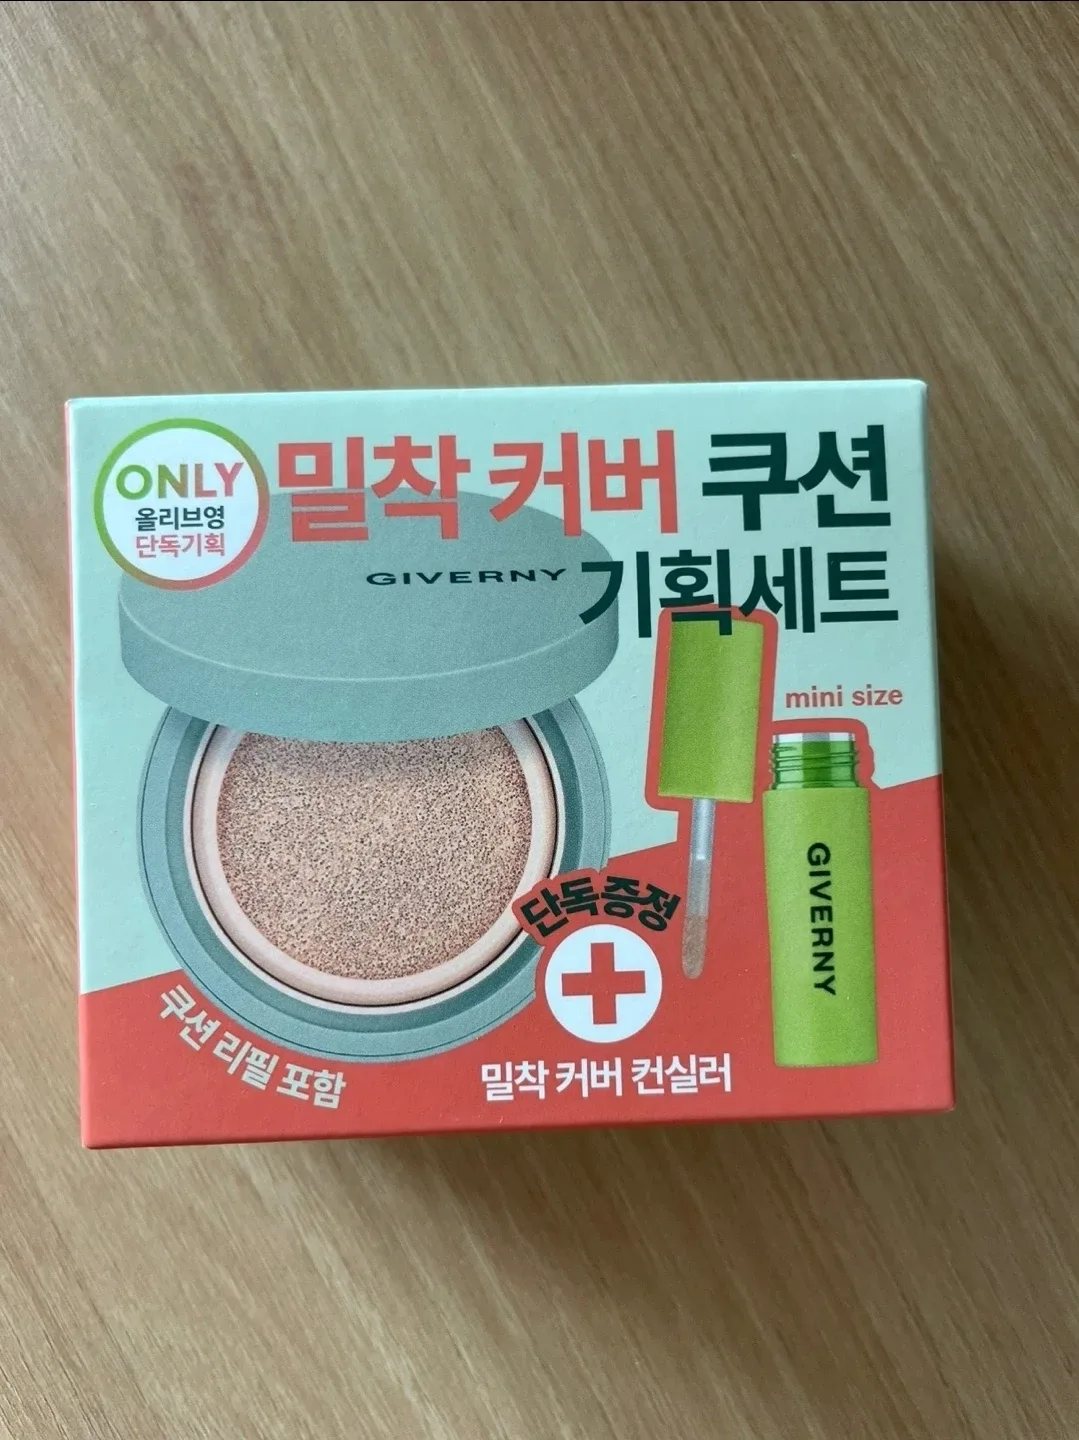 ONLY
올리브영
단독기획
밀착 커버 쿠션
기획세트
GIVERNY
mini size
GIVERNY
단독증정
쿠션 리필 포함
밀착 커버 컨실러